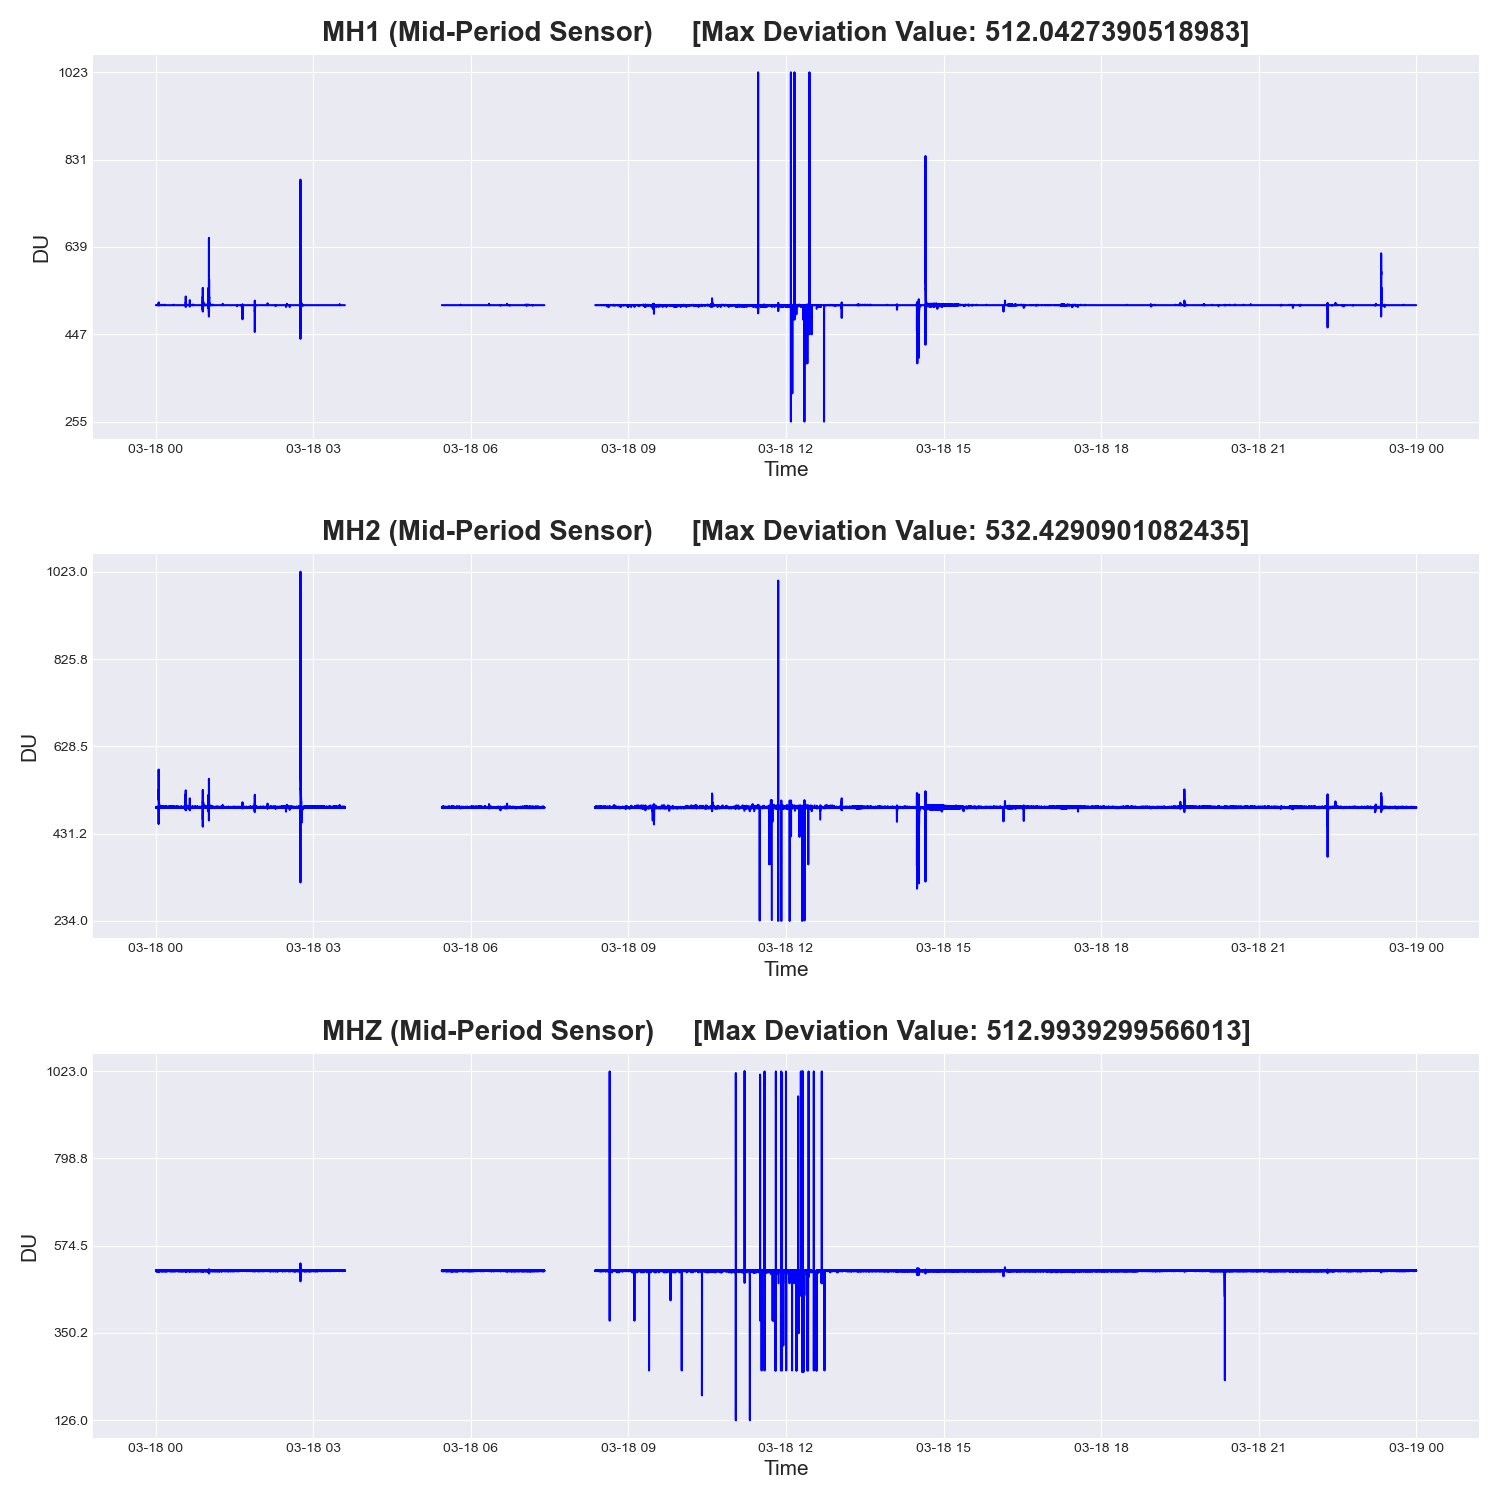 MH1 (Mid-Period Sensor) [Max Deviation Value: 512.0427390518983]
1023
831
639
447
255
DU
03-18 00 03-18 03 03-18 06 03-18 09 03-18 12 03-18 15 03-18 18 03-18 21 03-19 00
Time
MH2 (Mid-Period Sensor) [Max Deviation Value: 532.4290901082435]
1023.0
825.8
628.5
431.2
234.0
DU
03-18 00 03-18 03 03-18 06 03-18 09 03-18 12 03-18 15 03-18 18 03-18 21 03-19 00
Time
MHZ (Mid-Period Sensor) [Max Deviation Value: 512.9939299566013]
1023.0
798.8
574.5
350.2
126.0
DU
03-18 00 03-18 03 03-18 06 03-18 09 03-18 12 03-18 15 03-18 18 03-18 21 03-19 00
Time